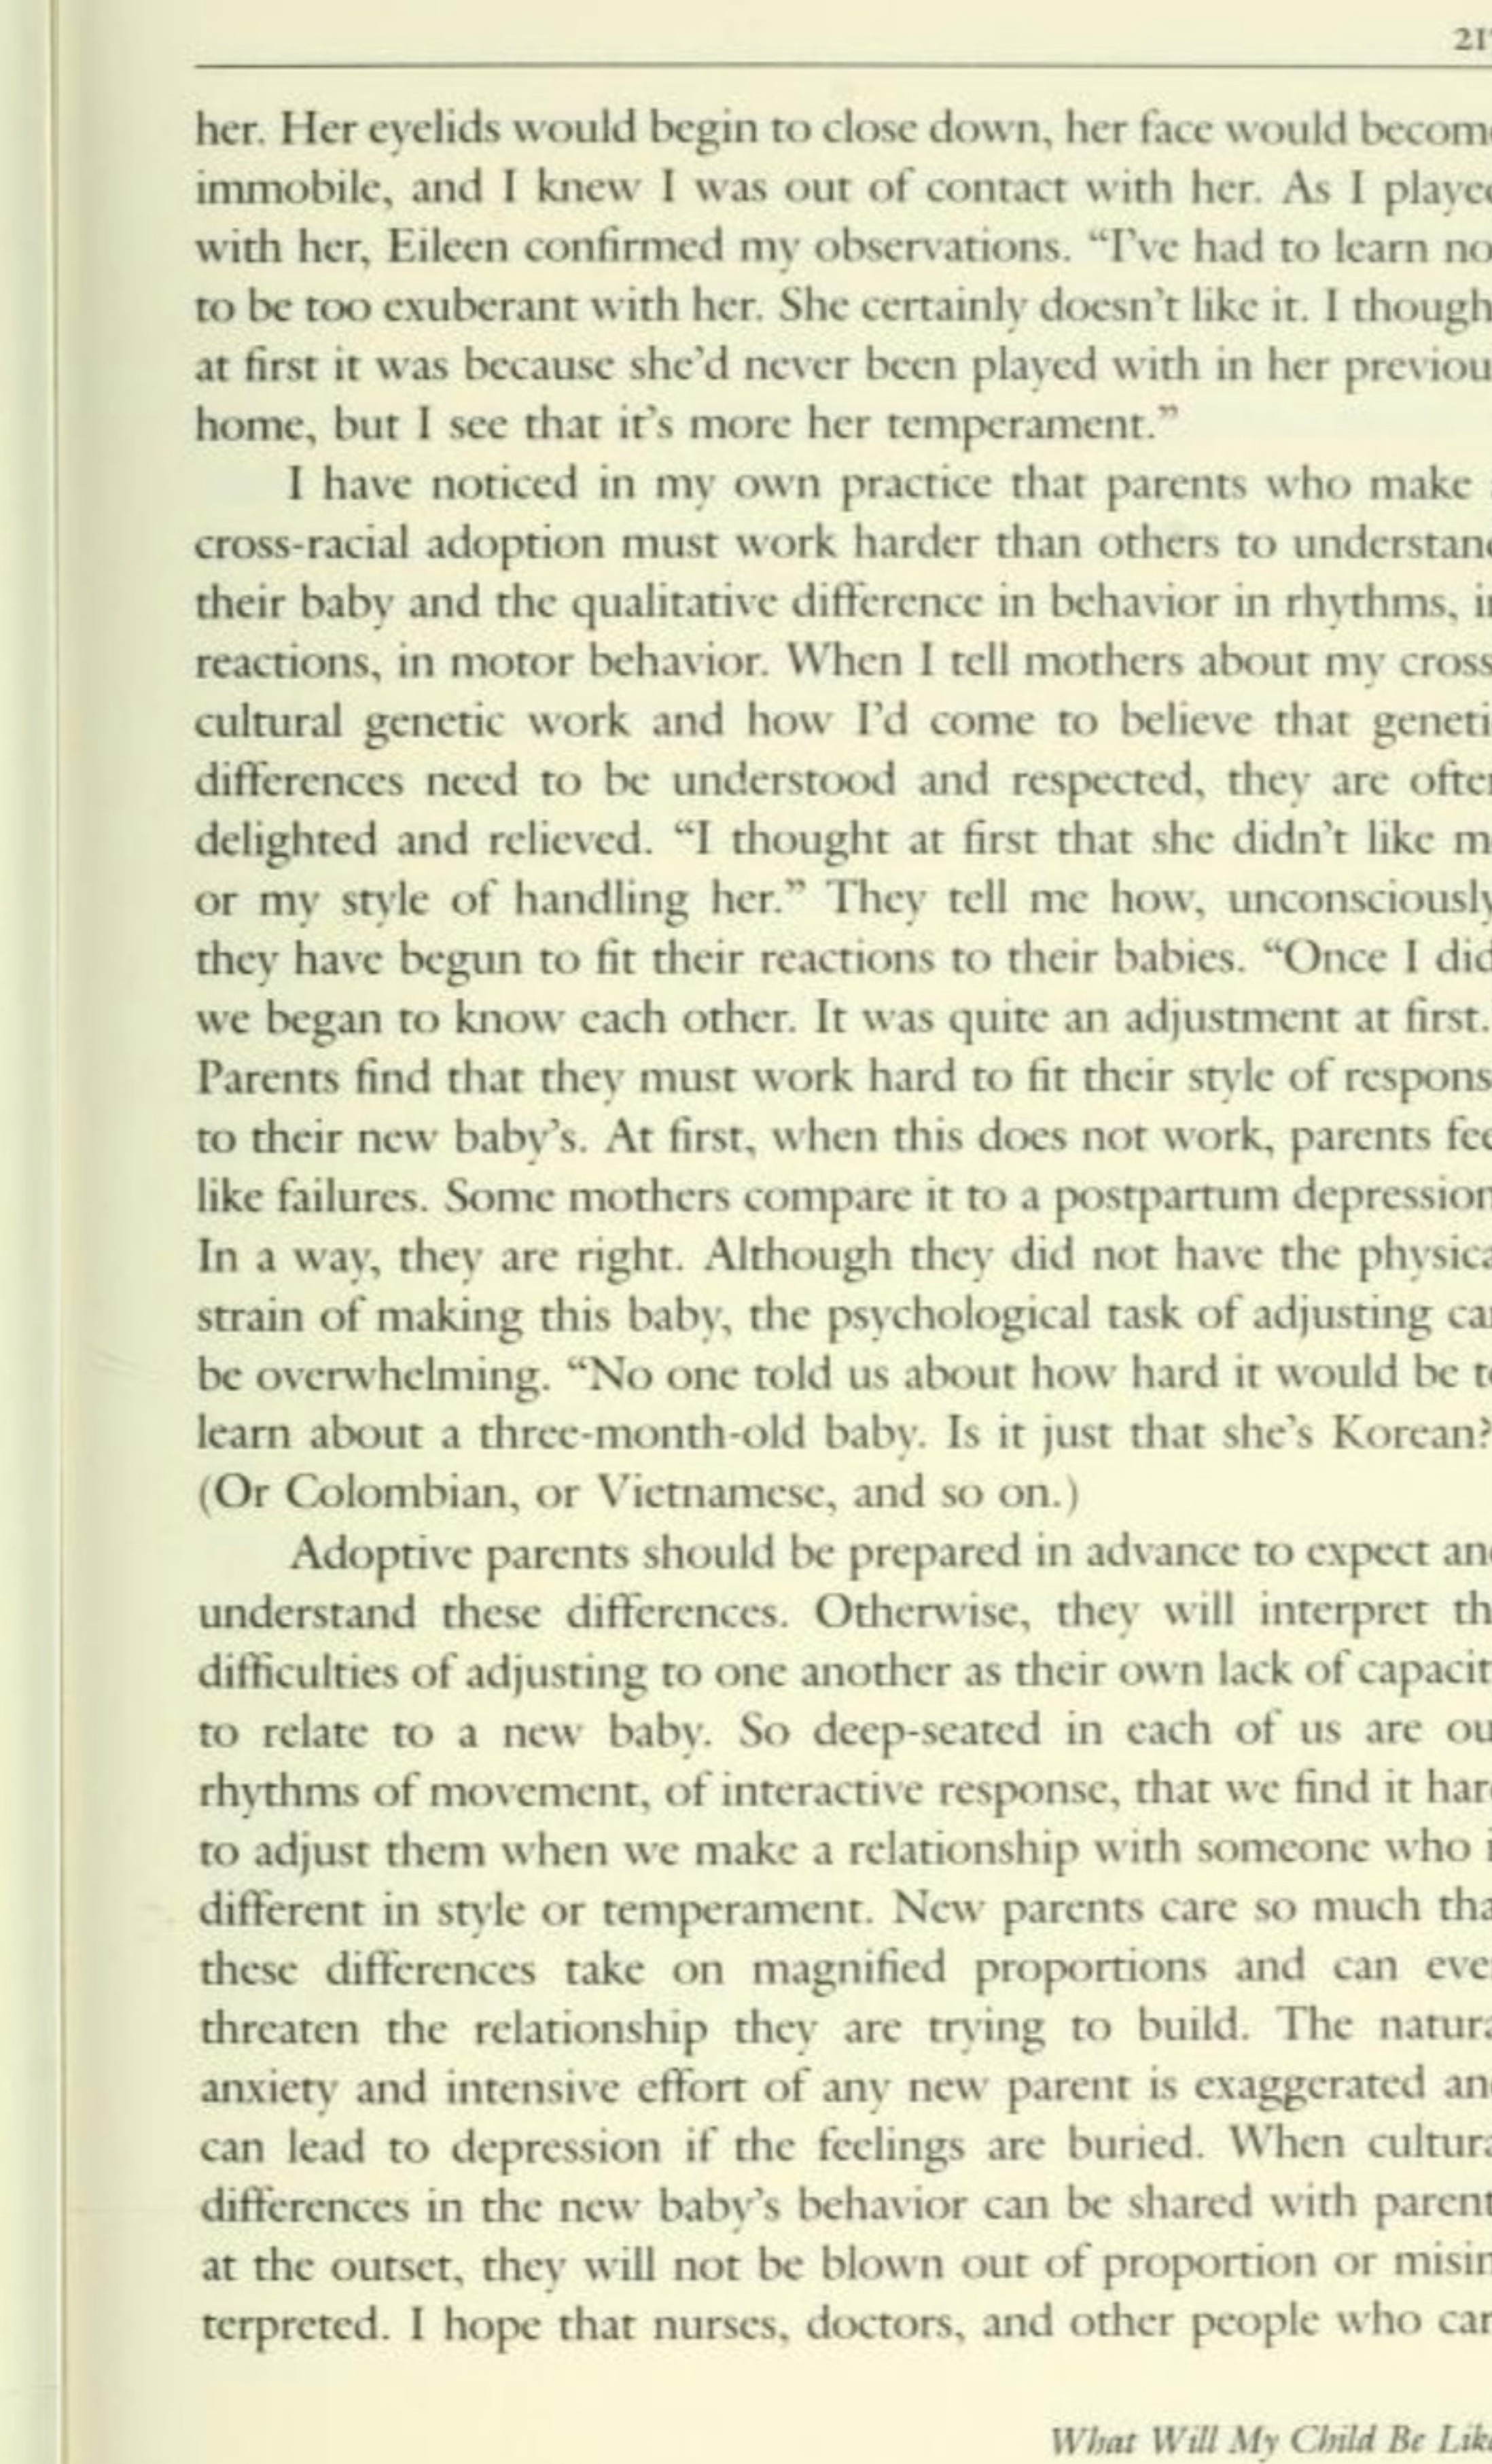 21
her. Her eyelids would begin to close down, her face would becom
immobile, and I knew I was out of contact with her. As I playe
with her, Eileen confirmed my observations. “I’ve had to learn no
to be too exuberant with her. She certainly doesn’t like it. I though
at first it was because she’d never been played with in her previou
home, but I see that it’s more her temperament.”
I have noticed in my own practice that parents who make
cross-racial adoption must work harder than others to understan
their baby and the qualitative difference in behavior in rhythms, i
reactions, in motor behavior. When I tell mothers about my cross
cultural genetic work and how I’d come to believe that geneti
differences need to be understood and respected, they are ofte
delighted and relieved. “I thought at first that she didn’t like m
or my style of handling her.” They tell me how, unconsciously
they have begun to fit their reactions to their babies. “Once I did
we began to know each other. It was quite an adjustment at first.
Parents find that they must work hard to fit their style of respons
to their new baby’s. At first, when this does not work, parents fee
like failures. Some mothers compare it to a postpartum depression
In a way, they are right. Although they did not have the physica
strain of making this baby, the psychological task of adjusting ca
be overwhelming. “No one told us about how hard it would be t
learn about a three-month-old baby. Is it just that she’s Korean?
(Or Colombian, or Vietnamese, and so on.)
Adoptive parents should be prepared in advance to expect an
understand these differences. Otherwise, they will interpret th
difficulties of adjusting to one another as their own lack of capacit
to relate to a new baby. So deep-seated in each of us are ou
rhythms of movement, of interactive response, that we find it har
to adjust them when we make a relationship with someone who i
different in style or temperament. New parents care so much tha
these differences take on magnified proportions and can eve
threaten the relationship they are trying to build. The natura
anxiety and intensive effort of any new parent is exaggerated an
can lead to depression if the feelings are buried. When cultura
differences in the new baby’s behavior can be shared with parent
at the outset, they will not be blown out of proportion or misin
terpreted. I hope that nurses, doctors, and other people who car
What Will My Child Be Lik